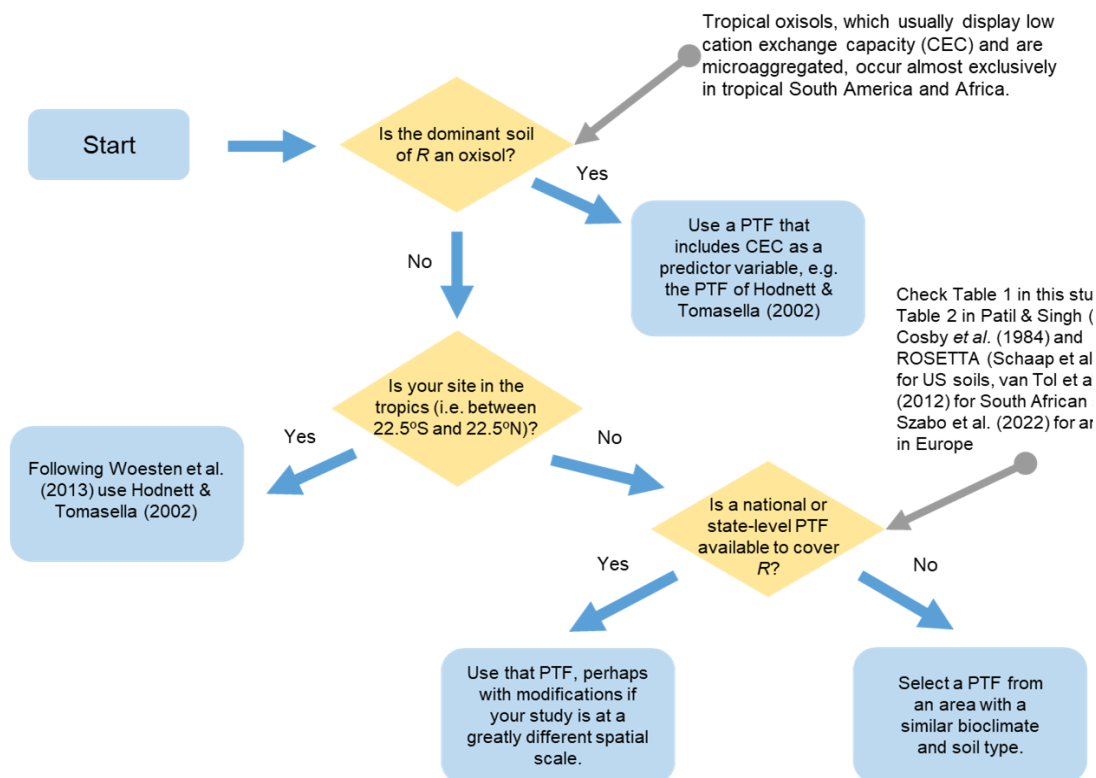 Tropical oxisols, which usually display low
cation exchange capacity (CEC) and are
microaggregated, occur almost exclusively
in tropical South America and Africa.
Start
Is the dominant soil
of R an oxisol?
Yes
No
Use a PTF that
includes CEC as a
predictor variable, e.g.
the PTF of Hodnett &
Tomasella (2002)
Check Table 1 in this
Table 2 in Patil & Singh
Cosby et al. (1984) and
ROSETTA (Schaap et
for US soils, van Tol et
(2012) for South African
Szabo et al. (2022) for
in Europe
Is your site in the
tropics (i.e. between
22.5ºS and 22.5ºN)?
Yes
No
Following Woesten et al.
(2013) use Hodnett &
Tomasella (2002)
Is a national or
state-level PTF
available to cover
R?
Yes
No
Use that PTF, perhaps
with modifications if
your study is at a
greatly different spatial
scale.
Select a PTF from
an area with a
similar bioclimate
and soil type.